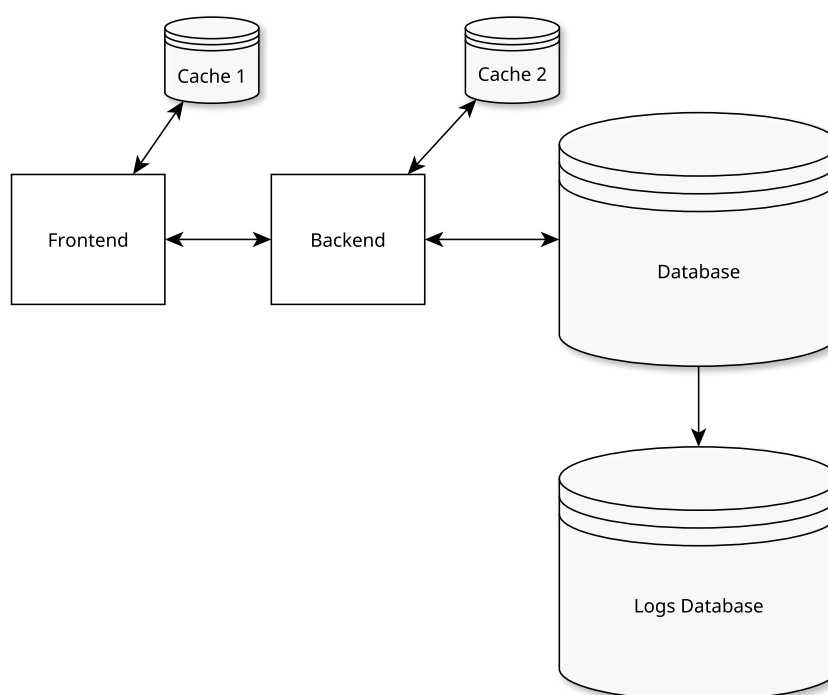 Cache 1
Cache 2
Frontend
Backend
Database
Logs Database